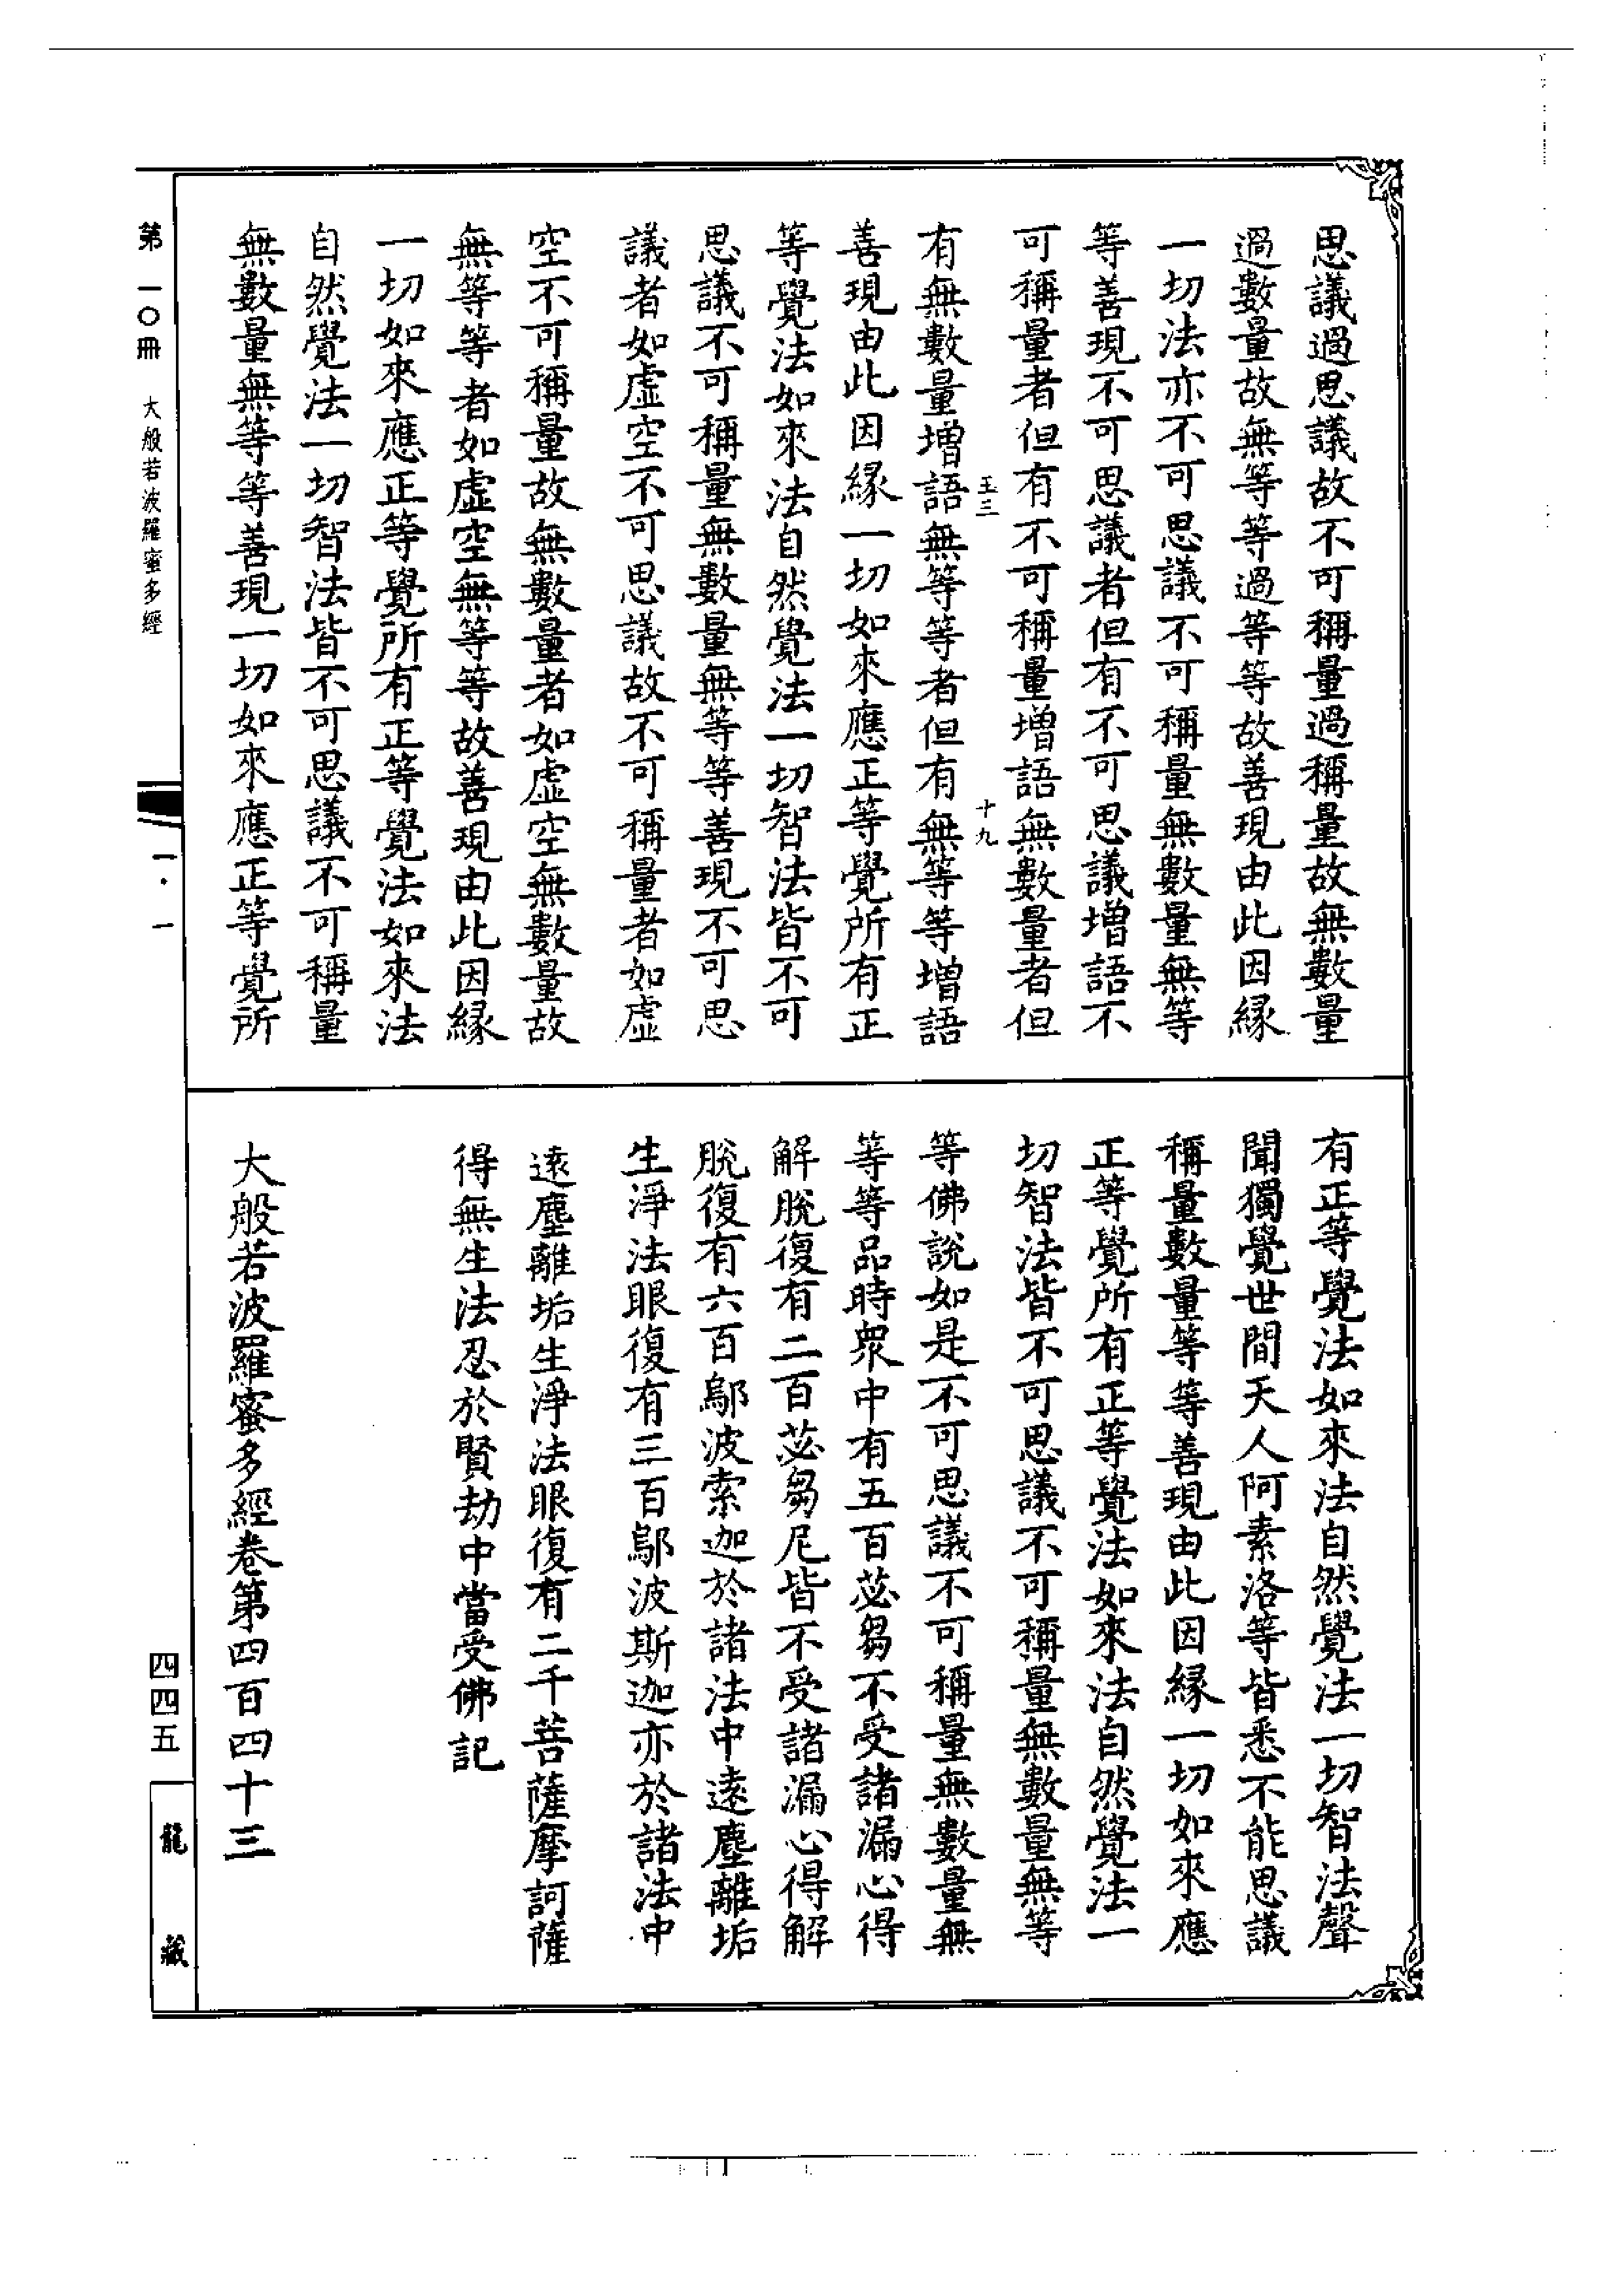 思議過思議故不可稱量過稱量故無數量
過數量故無等等過等等故善現由此因緣
一切法亦不可思議不可稱量無數量無等
等善現不可思議者但有不可思議增語不
可稱量者但有不可稱量增語無數量者但
玉三
十九
有無數量增語無等等者但有無等等增語
善現由此因緣一切如來應正等覺所有正
等覺法如來法自然覺法一切智法皆不可
思議不可稱量無數量無等等善現不可思
議者如虛空不可思議故不可稱量者如虛
空不可稱量故無數量者如虛空無數量故
無等等者如虛空無等等故善現由此因緣
一切如來應正等覺所有正等覺法如來法
自然覺法一切智法皆不可思議不可稱量
無數量無等等善現一切如來應正等覺所
有正等覺法如來法自然覺法一切智法聲
聞獨覺世間天人阿素洛等皆悉不能思議
稱量數量等等善現由此因緣一切如來應
正等覺所有正等覺法如來法自然覺法一
切智法皆不可思議不可稱量無數量無等
等佛說如是不可思議不可稱量無數量無
等等品時眾中有五百苾芻不受諸漏心得
解脫復有二百苾芻尼皆不受諸漏心得解
脫復有六百鄔波索迦於諸法中遠塵離垢
生淨法眼復有三百鄔波斯迦亦於諸法中
遠塵離垢生淨法眼復有二千菩薩摩訶薩
得無生法忍於賢劫中當受佛記
大般若波羅蜜多經卷第四百四十三
第一〇冊 大般若波羅蜜多經
一·一
四四五
龍藏